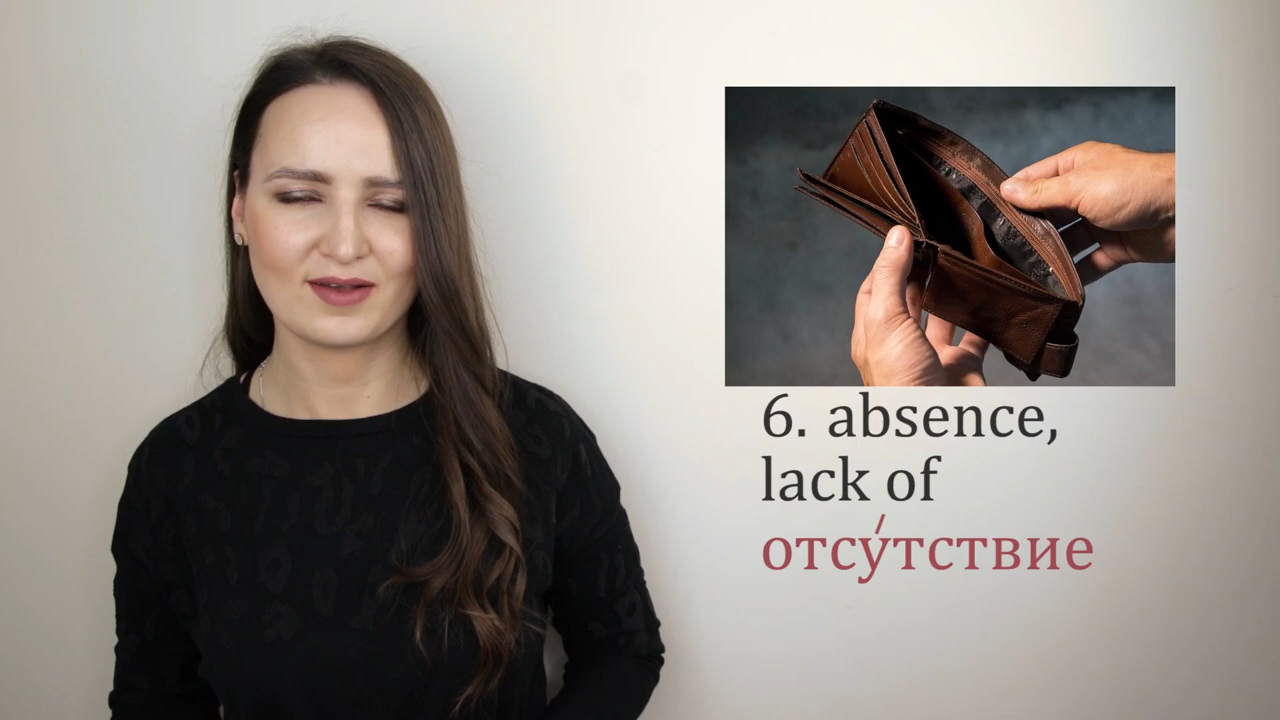 6. absence,
lack of
отсу́тствие